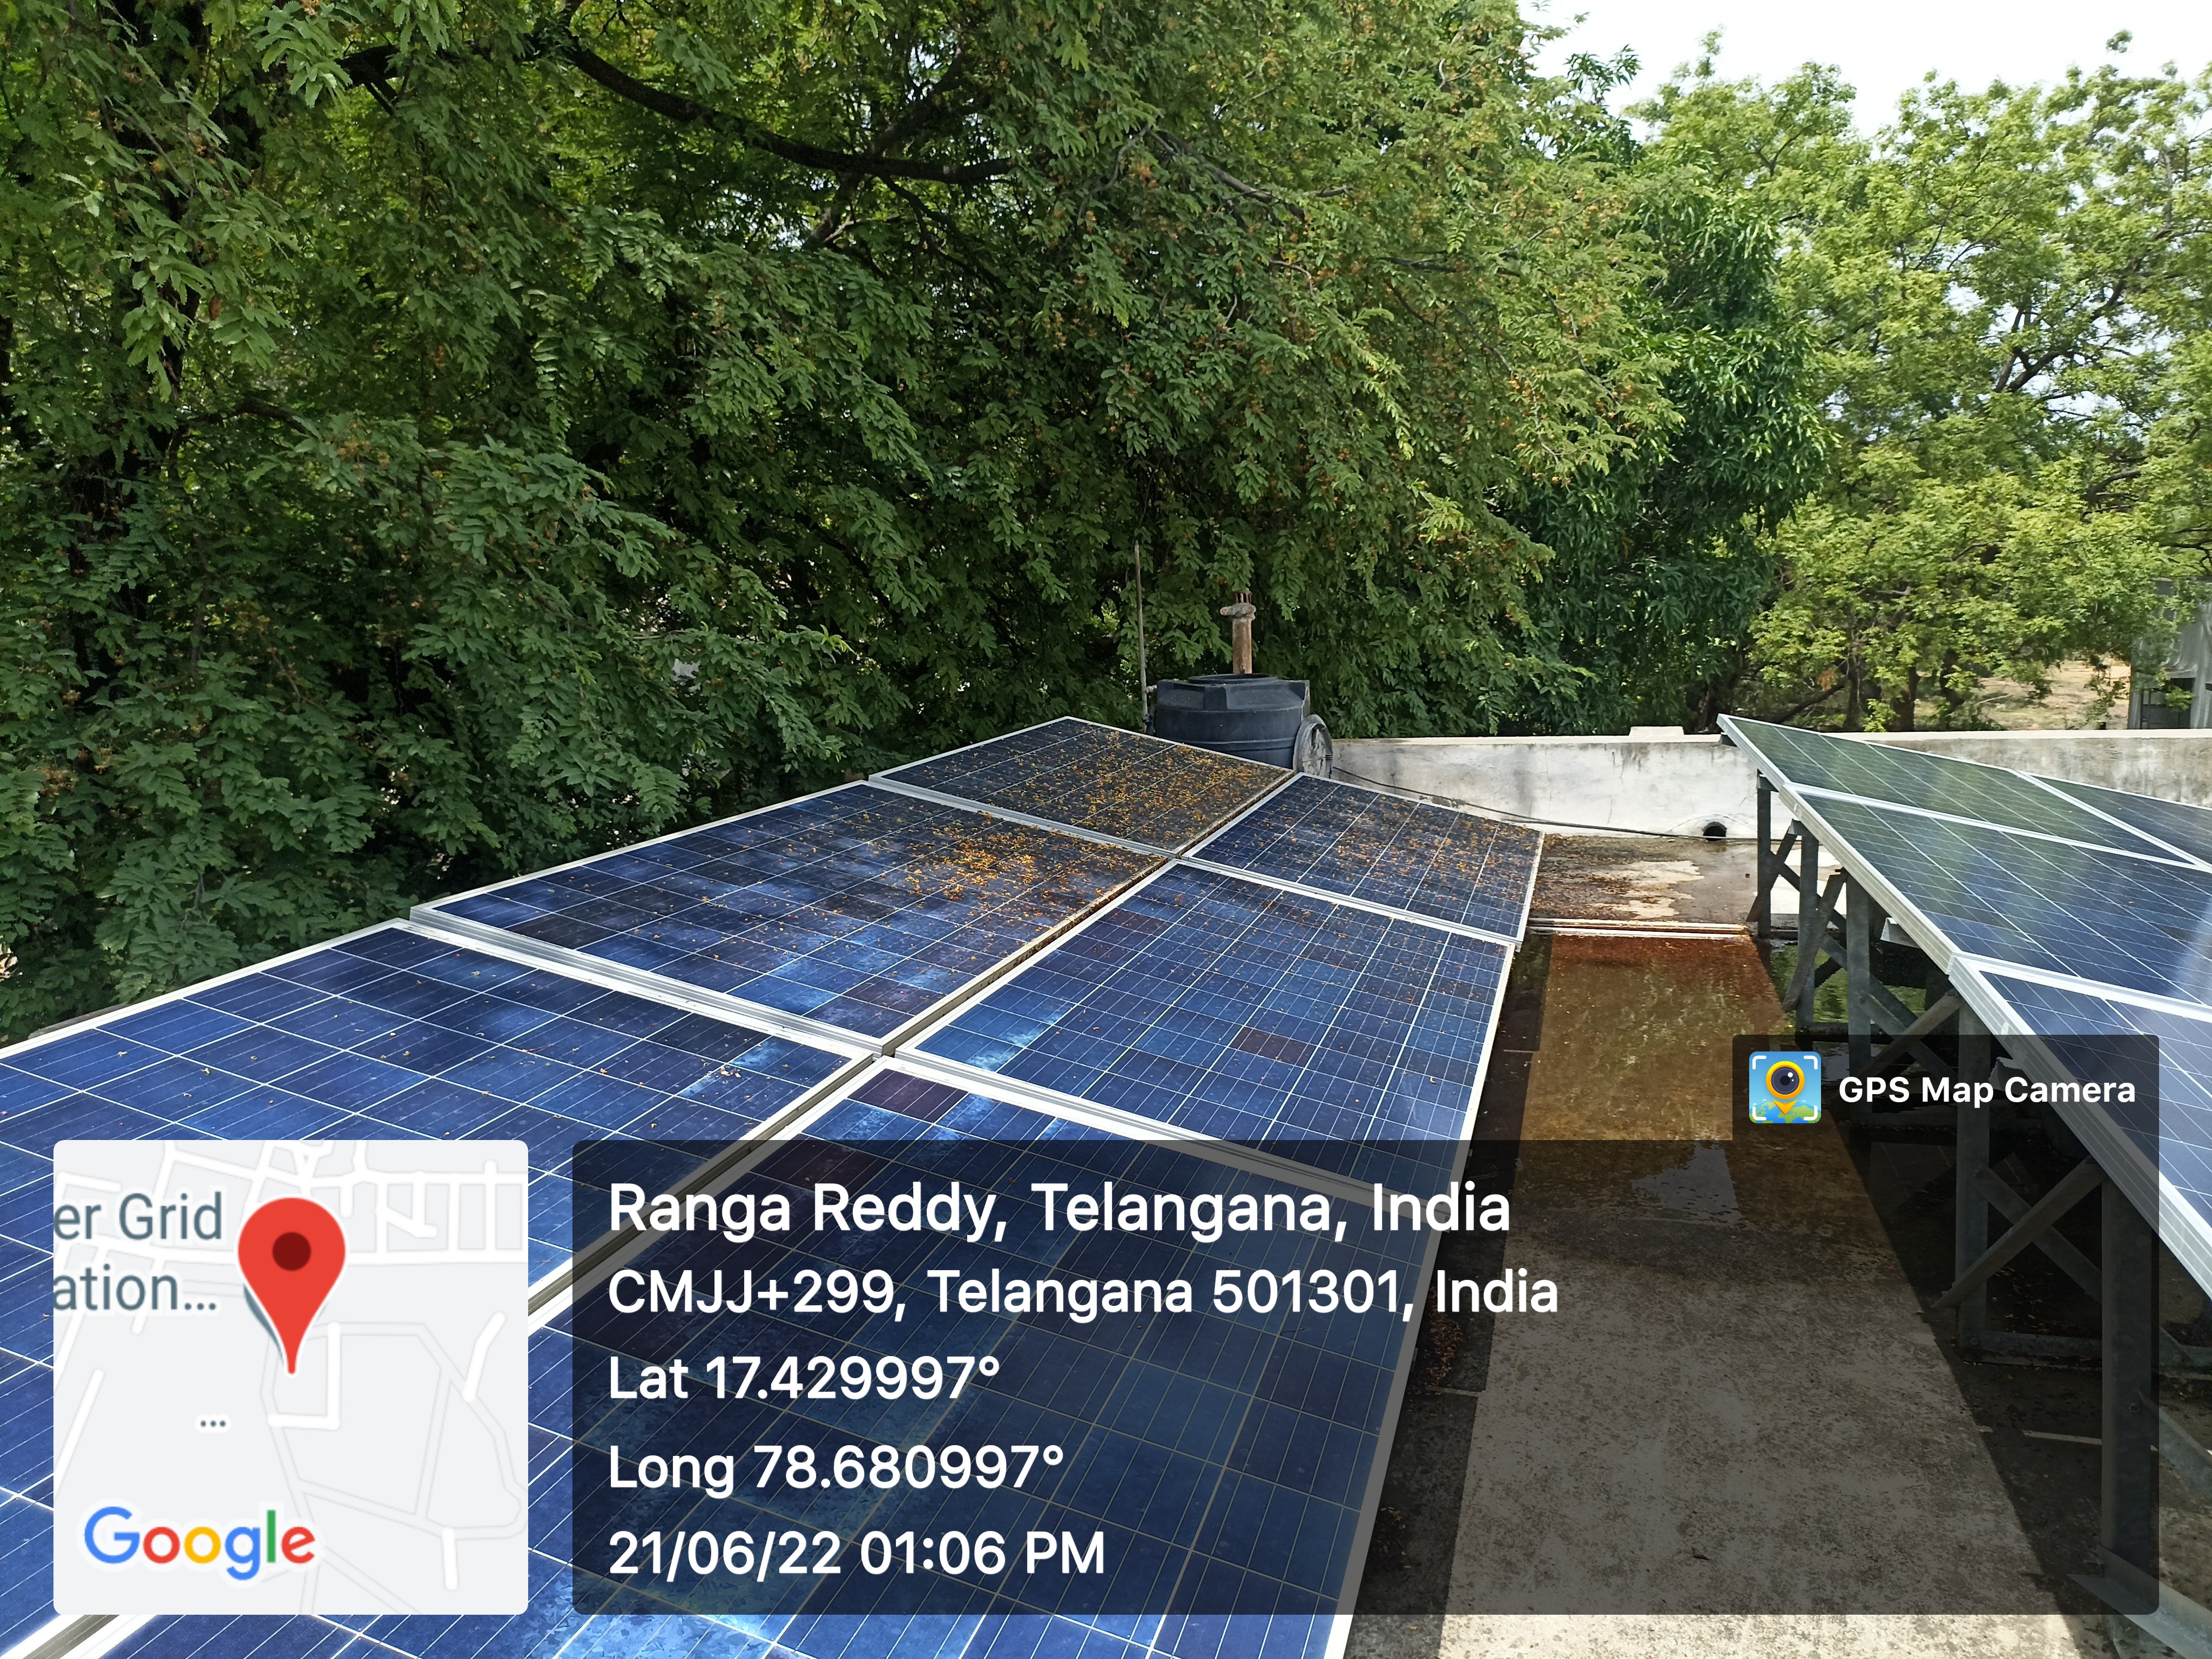 GPS Map Camera
er Grid
ation...
...
Google
Ranga Reddy, Telangana, India
CMJJ+299, Telangana 501301, India
Lat 17.429997°
Long 78.680997°
21/06/22 01:06 PM